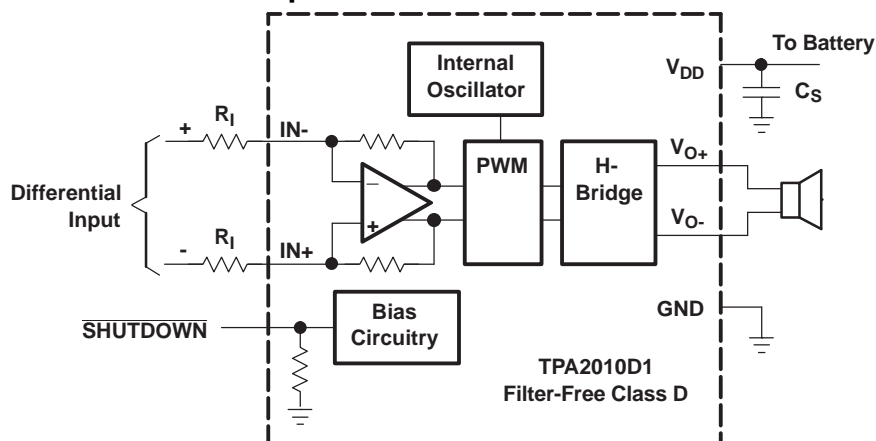 To Battery
Internal
Oscillator
V_DD
C_S
R_I
+
IN-
PWM
H-
Bridge
V_O+
–
+
Differential
Input
V_O-
-
R_I
IN+
SHUTDOWN
Bias
Circuitry
GND
TPA2010D1
Filter-Free Class D